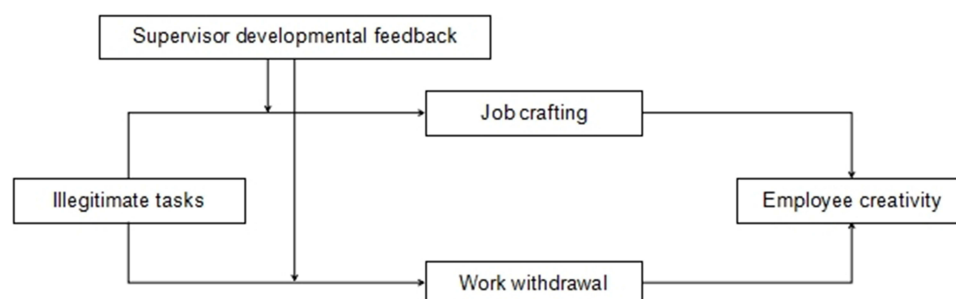 Supervisor developmental feedback
Job crafting
Illegitimate tasks
Employee creativity
Work withdrawal